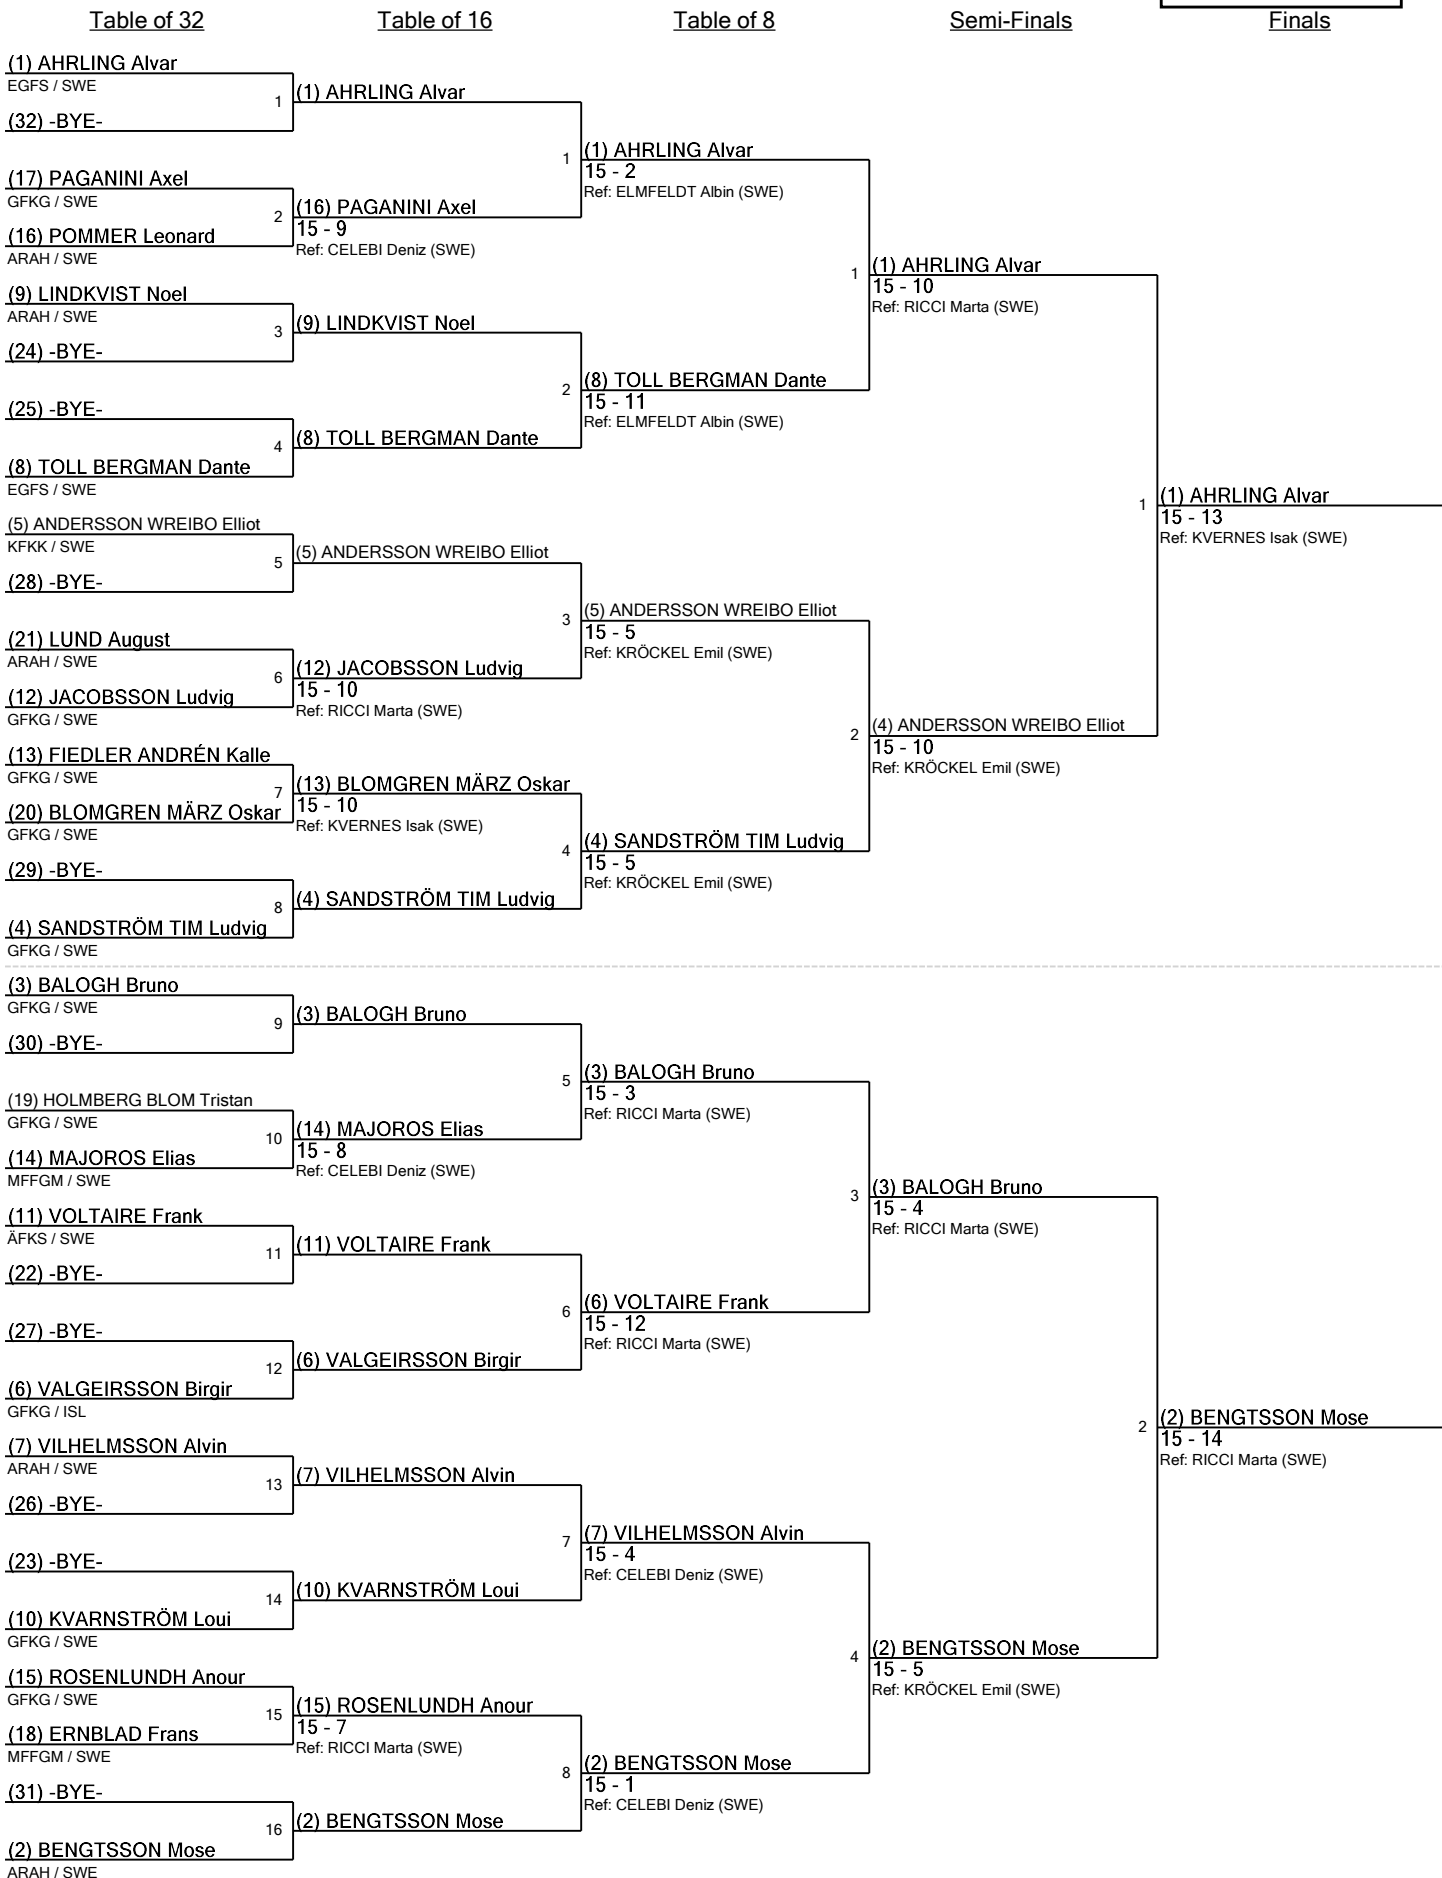 Table of 32
Table of 16
Table of 8
Semi-Finals
Finals
(1) AHRLING Alvar
EGFS / SWE
1
(32) -BYE-
(17) PAGANINI Axel
GFKG / SWE
2
(16) POMMER Leonard
ARAH / SWE
(9) LINDKVIST Noel
ARAH / SWE
3
(24) -BYE-
(25) -BYE-
4
(8) TOLL BERGMAN Dante
EGFS / SWE
(5) ANDERSSON WREIBO Elliot
KFKK / SWE
5
(28) -BYE-
(21) LUND August
ARAH / SWE
6
(12) JACOBSSON Ludvig
GFKG / SWE
(13) FIEDLER ANDRÉN Kalle
GFKG / SWE
7
(20) BLOMGREN MÄRZ Oskar
GFKG / SWE
(29) -BYE-
8
(4) SANDSTRÖM TIM Ludvig
GFKG / SWE
(3) BALOGH Bruno
GFKG / SWE
9
(30) -BYE-
(19) HOLMBERG BLOM Tristan
GFKG / SWE
10
(14) MAJOROS Elias
MFFGM / SWE
(11) VOLTAIRE Frank
ÄFKS / SWE
11
(22) -BYE-
(27) -BYE-
12
(6) VALGEIRSSON Birgir
GFKG / ISL
(7) VILHELMSSON Alvin
ARAH / SWE
13
(26) -BYE-
(23) -BYE-
14
(10) KVARNSTRÖM Loui
GFKG / SWE
(15) ROSENLUNDH Anour
GFKG / SWE
15
(18) ERNBLAD Frans
MFFGM / SWE
(31) -BYE-
16
(2) BENGTSSON Mose
ARAH / SWE
(1) AHRLING Alvar
1
(16) PAGANINI Axel
15 - 9
Ref: CELEBI Deniz (SWE)
(9) LINDKVIST Noel
2
(8) TOLL BERGMAN Dante
(5) ANDERSSON WREIBO Elliot
3
(12) JACOBSSON Ludvig
15 - 10
Ref: RICCI Marta (SWE)
(13) BLOMGREN MÄRZ Oskar
15 - 10
Ref: KVERNES Isak (SWE)
4
(4) SANDSTRÖM TIM Ludvig
(3) BALOGH Bruno
5
(14) MAJOROS Elias
15 - 8
Ref: CELEBI Deniz (SWE)
(11) VOLTAIRE Frank
6
(6) VALGEIRSSON Birgir
(7) VILHELMSSON Alvin
7
(10) KVARNSTRÖM Loui
(15) ROSENLUNDH Anour
15 - 7
Ref: RICCI Marta (SWE)
8
(2) BENGTSSON Mose
(1) AHRLING Alvar
15 - 2
Ref: ELMFELDT Albin (SWE)
1
(8) TOLL BERGMAN Dante
15 - 11
Ref: ELMFELDT Albin (SWE)
(5) ANDERSSON WREIBO Elliot
15 - 5
Ref: KRÖCKEL Emil (SWE)
2
(4) SANDSTRÖM TIM Ludvig
15 - 5
Ref: KRÖCKEL Emil (SWE)
(3) BALOGH Bruno
15 - 3
Ref: RICCI Marta (SWE)
3
(6) VOLTAIRE Frank
15 - 12
Ref: RICCI Marta (SWE)
(7) VILHELMSSON Alvin
15 - 4
Ref: CELEBI Deniz (SWE)
4
(2) BENGTSSON Mose
15 - 1
Ref: CELEBI Deniz (SWE)
(1) AHRLING Alvar
15 - 10
Ref: RICCI Marta (SWE)
1
(4) ANDERSSON WREIBO Elliot
15 - 10
Ref: KRÖCKEL Emil (SWE)
(3) BALOGH Bruno
15 - 4
Ref: RICCI Marta (SWE)
2
(2) BENGTSSON Mose
15 - 5
Ref: KRÖCKEL Emil (SWE)
(1) AHRLING Alvar
15 - 13
Ref: KVERNES Isak (SWE)
(2) BENGTSSON Mose
15 - 14
Ref: RICCI Marta (SWE)